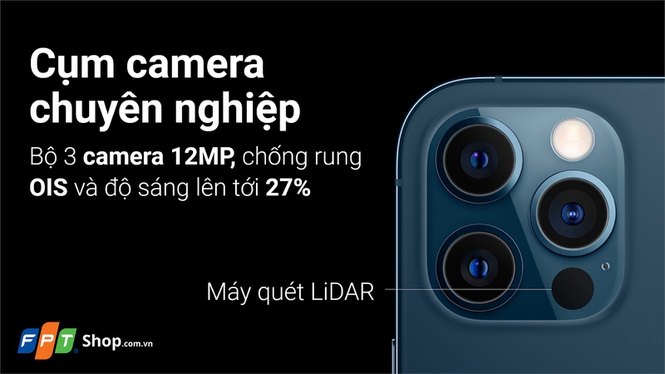 Cụm camera
chuyên nghiệp
Bộ 3 camera 12MP, chống rung
OIS và độ sáng lên tới 27%
Máy quét LiDAR
FPT Shop.com.vn